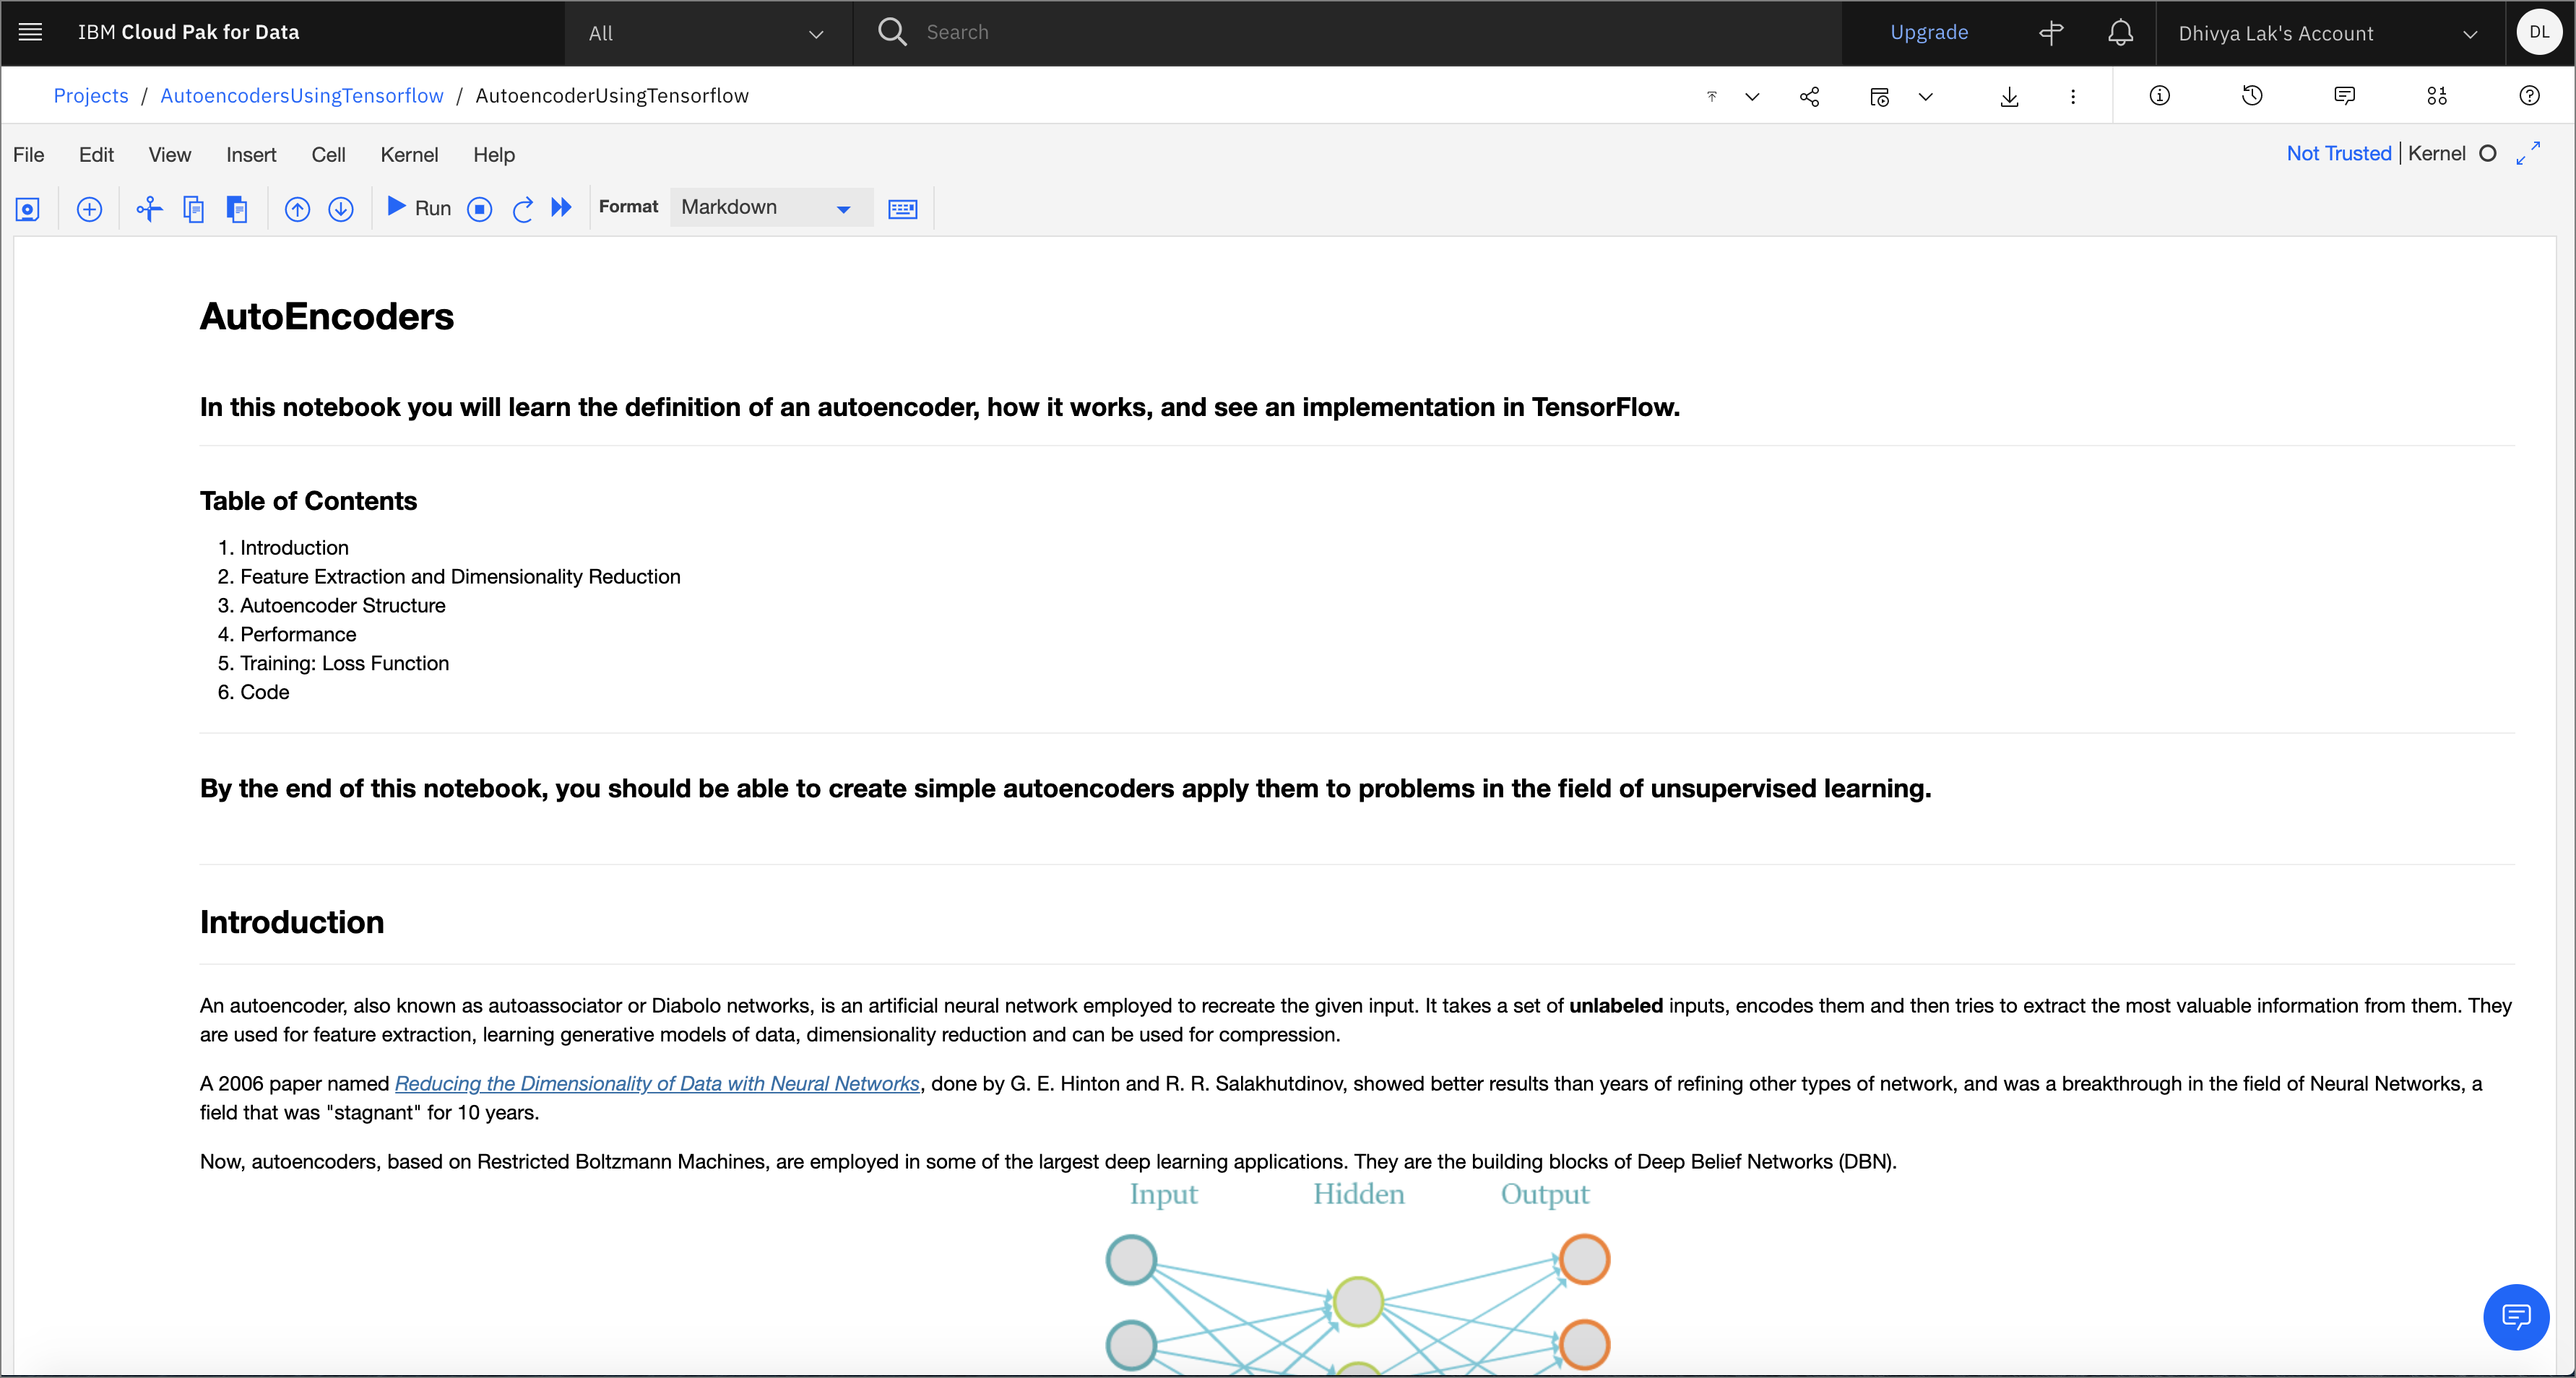 IBM Cloud Pak for Data
All
Search
Upgrade
Dhivya Lak's Account
DL
Projects / AutoencodersUsingTensorflow / AutoencoderUsingTensorflow
File Edit View Insert Cell Kernel Help
Not Trusted | Kernel
Run
Format
Markdown
AutoEncoders
In this notebook you will learn the definition of an autoencoder, how it works, and see an implementation in TensorFlow.
Table of Contents
1. Introduction
2. Feature Extraction and Dimensionality Reduction
3. Autoencoder Structure
4. Performance
5. Training: Loss Function
6. Code
By the end of this notebook, you should be able to create simple autoencoders apply them to problems in the field of unsupervised learning.
Introduction
An autoencoder, also known as autoassociator or Diabolo networks, is an artificial neural network employed to recreate the given input. It takes a set of unlabeled inputs, encodes them and then tries to extract the most valuable information from them. They
are used for feature extraction, learning generative models of data, dimensionality reduction and can be used for compression.
A 2006 paper named Reducing the Dimensionality of Data with Neural Networks, done by G. E. Hinton and R. R. Salakhutdinov, showed better results than years of refining other types of network, and was a breakthrough in the field of Neural Networks, a
field that was "stagnant" for 10 years.
Now, autoencoders, based on Restricted Boltzmann Machines, are employed in some of the largest deep learning applications. They are the building blocks of Deep Belief Networks (DBN).
Input Hidden Output